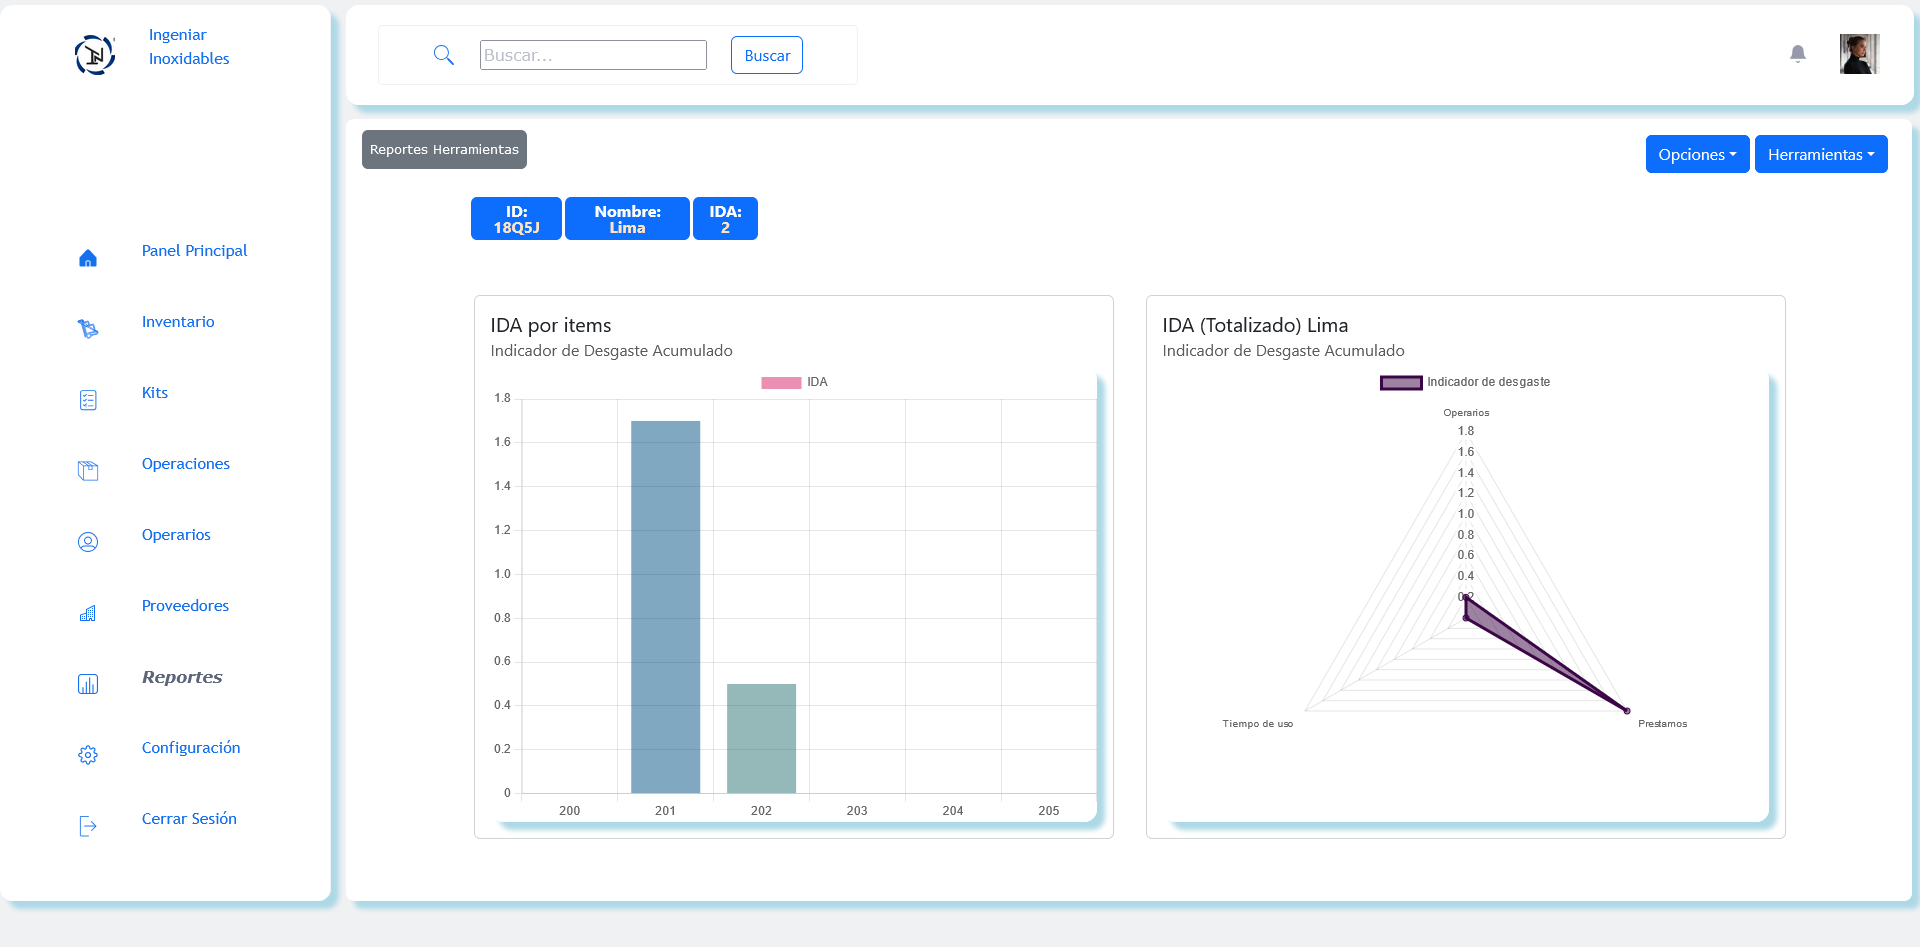 Ingeniar
Inoxidables
Buscar...
Buscar
Panel Principal
Inventario
Kits
Operaciones
Operarios
Proveedores
Reportes
Configuración
Cerrar Sesión
Reportes Herramientas
Opciones
Herramientas
ID:
18Q5J
Nombre:
Lima
IDA:
2
IDA por items
Indicador de Desgaste Acumulado
IDA
1.8
1.6
1.4
1.2
1.0
0.8
0.6
0.4
0.2
0
200 201 202 203 204 205
IDA (Totalizado) Lima
Indicador de Desgaste Acumulado
Indicador de desgaste
Operarios
1.8
1.6
1.4
1.2
1.0
0.8
0.6
0.4
0.2
Tiempo de uso
Prestamos